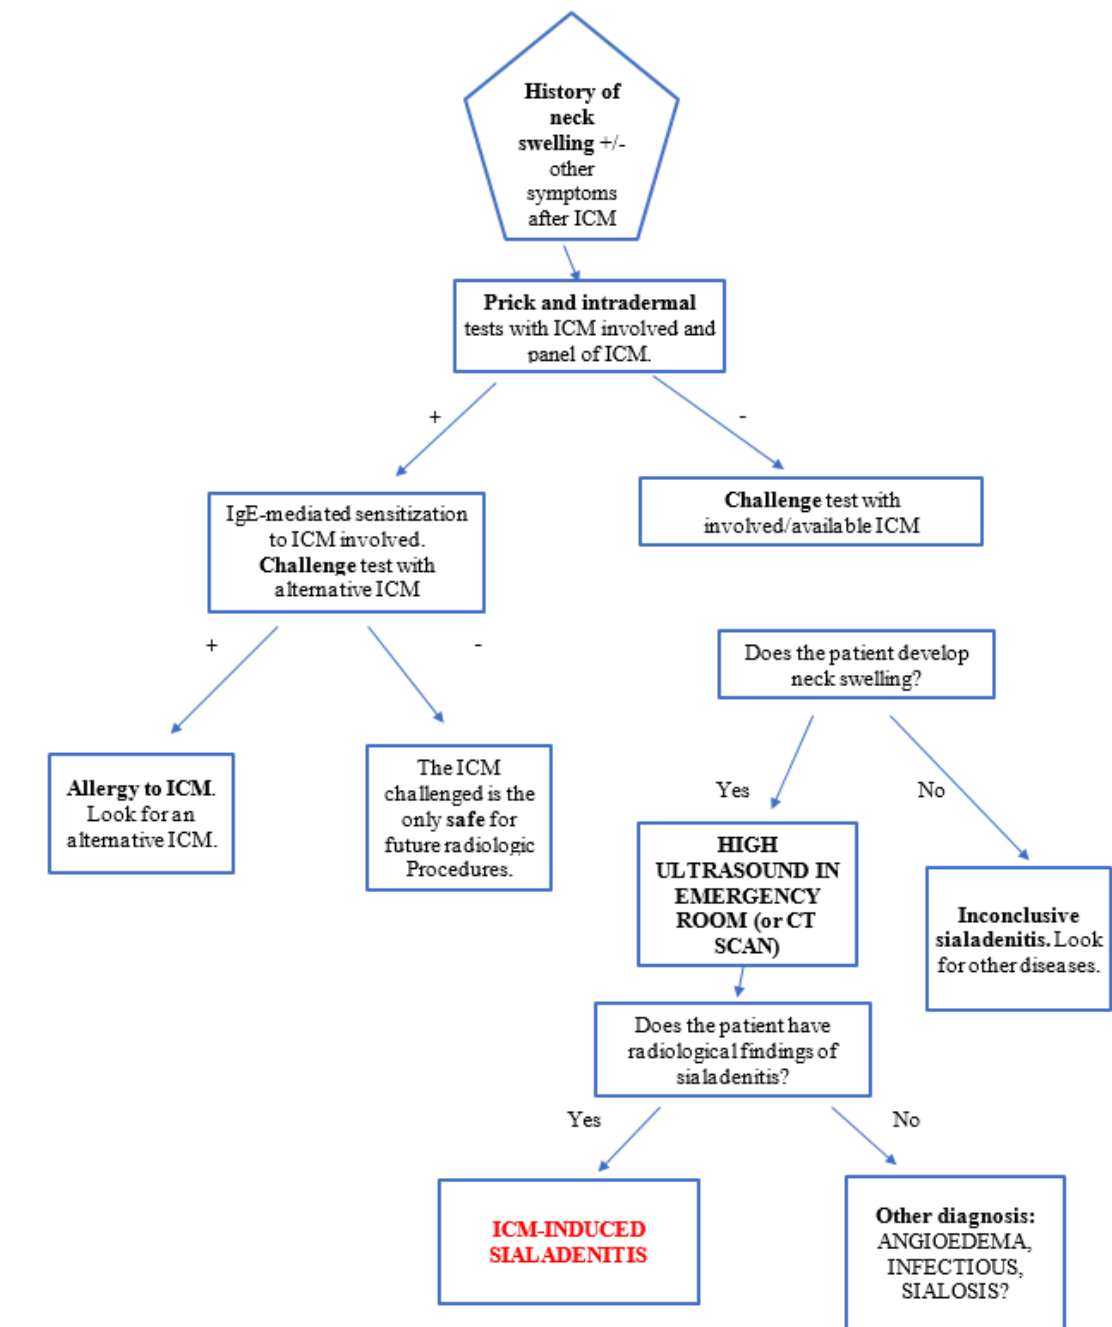 History of
neck
swelling +/-
other
symptoms
after ICM
Prick and intradermal
tests with ICM involved and
panel of ICM.
+
-
IgE-mediated sensitization
to ICM involved.
Challenge test with
alternative ICM
Challenge test with
involved/available ICM
+
-
Does the patient develop
neck swelling?
Allergy to ICM.
Look for an
alternative ICM.
The ICM
challenged is the
only safe for
future radiologic
Procedures.
Yes
No
HIGH
ULTRASOUND IN
EMERGENCY
ROOM (or CT
SCAN)
Inconclusive
sialadenitis. Look
for other diseases.
Does the patient have
radiological findings of
sialadenitis?
Yes
No
ICM-INDUCED
SIALADENITIS
Other diagnosis:
ANGIOEDEMA,
INFECTIOUS,
SIALOSIS?